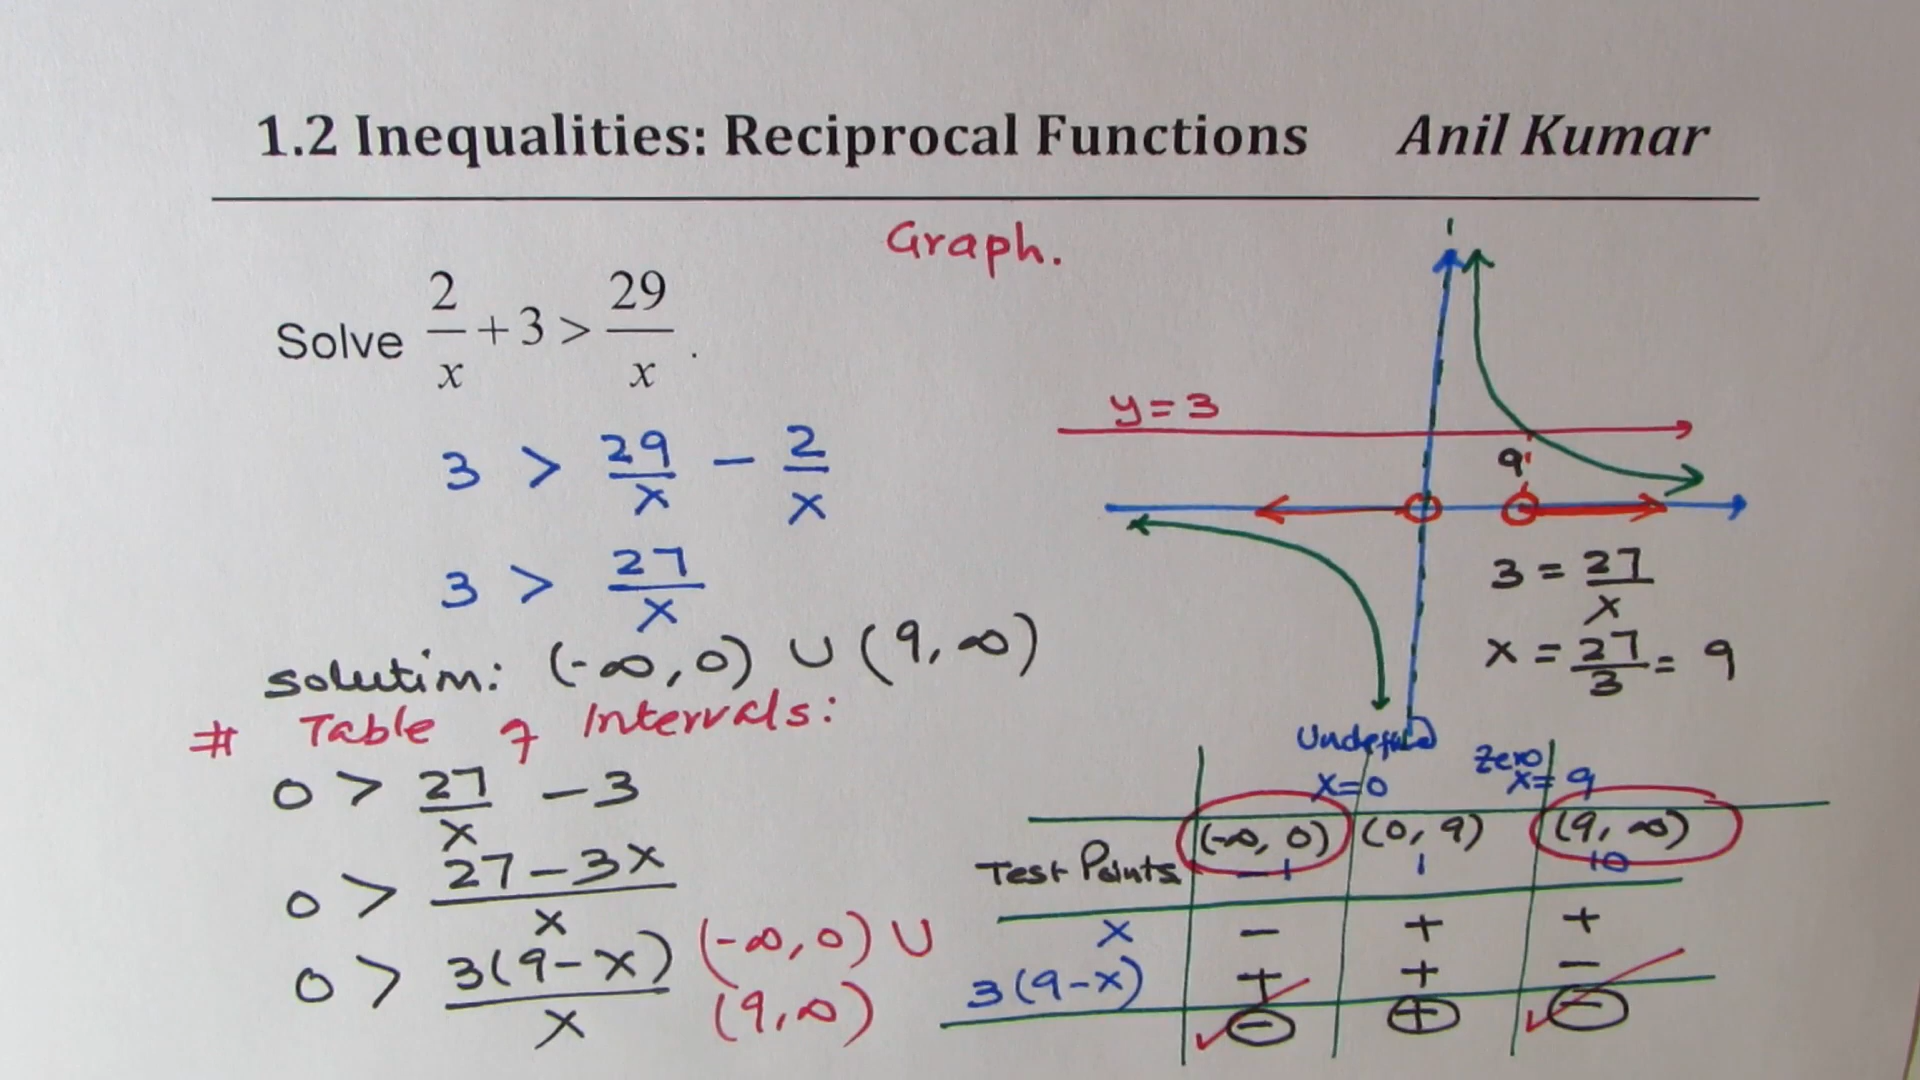 1.2 Inequalities: Reciprocal Functions Anil Kumar
Graph.
Solve 2/x + 3 > 29/x .
3 > 29/x - 2/x
3 > 27/x
Solution: (-∞, 0) ∪ (9, ∞)
# Table of Intervals:
0 > 27/x - 3
0 > 27-3x/x
0 > 3(9-x)/x
(-∞, 0) ∪
(9, ∞)
y = 3
9
3 = 27/x
x = 27/3 = 9
Undefined
x=0
Zero
x= 9
(-∞, 0) (0, 9) (9, ∞)
Test Points -1 1 10
x - + +
3(9-x) + + -
- + -